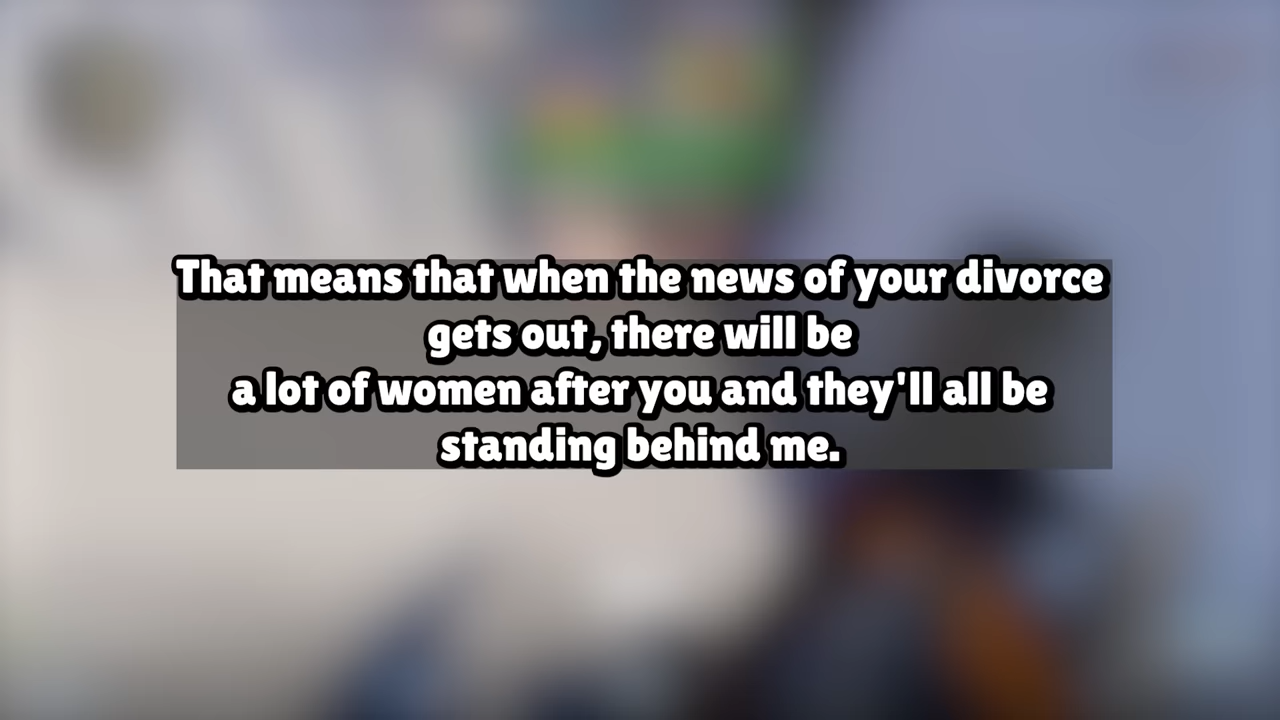 That means that when the news of your divorce
gets out, there will be
a lot of women after you and they'll all be
standing behind me.